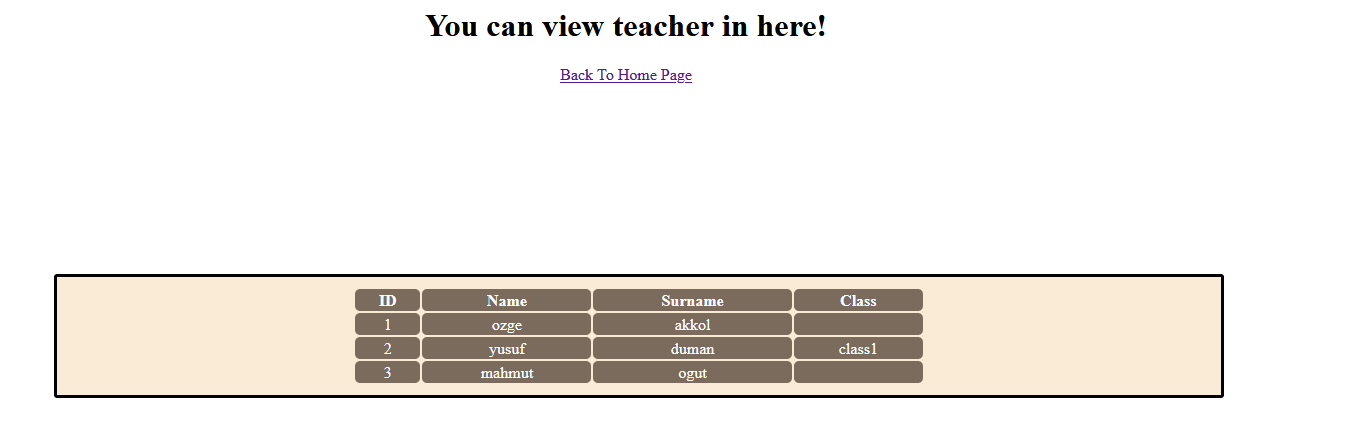 You can view teacher in here!
Back To Home Page
ID Name Surname Class
1 ozge akkol
2 yusuf duman class1
3 mahmut ogut